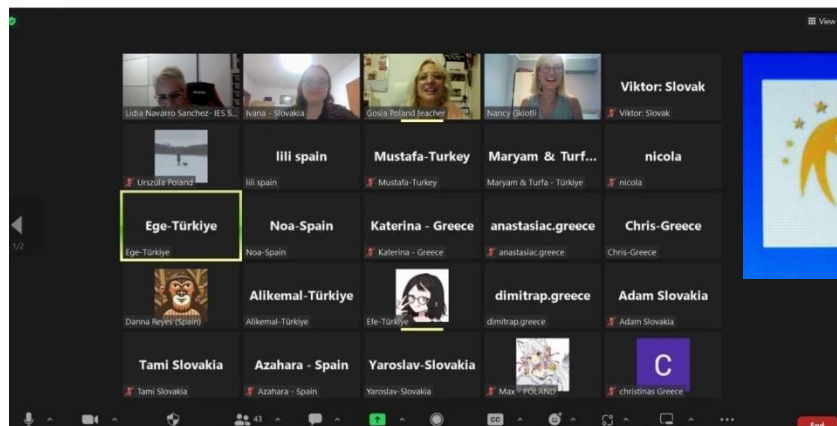 View
Lidia Navarro Sanchez- IES S...
Ivana - Slovakia
Gosia Poland teacher
Nancy Gkiotli
Viktor: Slovak
Viktor: Slovak
Urszula Poland
lili spain
lili spain
Mustafa-Turkey
Mustafa-Turkey
Maryam & Turf...
Maryam & Turfa - Türkiye
nicola
nicola
1/2
Ege-Türkiye
Ege-Türkiye
Noa-Spain
Noa-Spain
Katerina - Greece
Katerina - Greece
anastasiac.greece
anastasiac.greece
Chris-Greece
Chris-Greece
Danna Reyes (Spain)
Alikemal-Türkiye
Alikemal-Türkiye
Efe-Türkiye
dimitrap.greece
dimitrap.greece
Adam Slovakia
Adam Slovakia
Tami Slovakia
Tami Slovakia
Azahara - Spain
Azahara - Spain
Yaroslav-Slovakia
Yaroslav-Slovakia
Max - POLAND
C
christinas Greece
43
CC
End